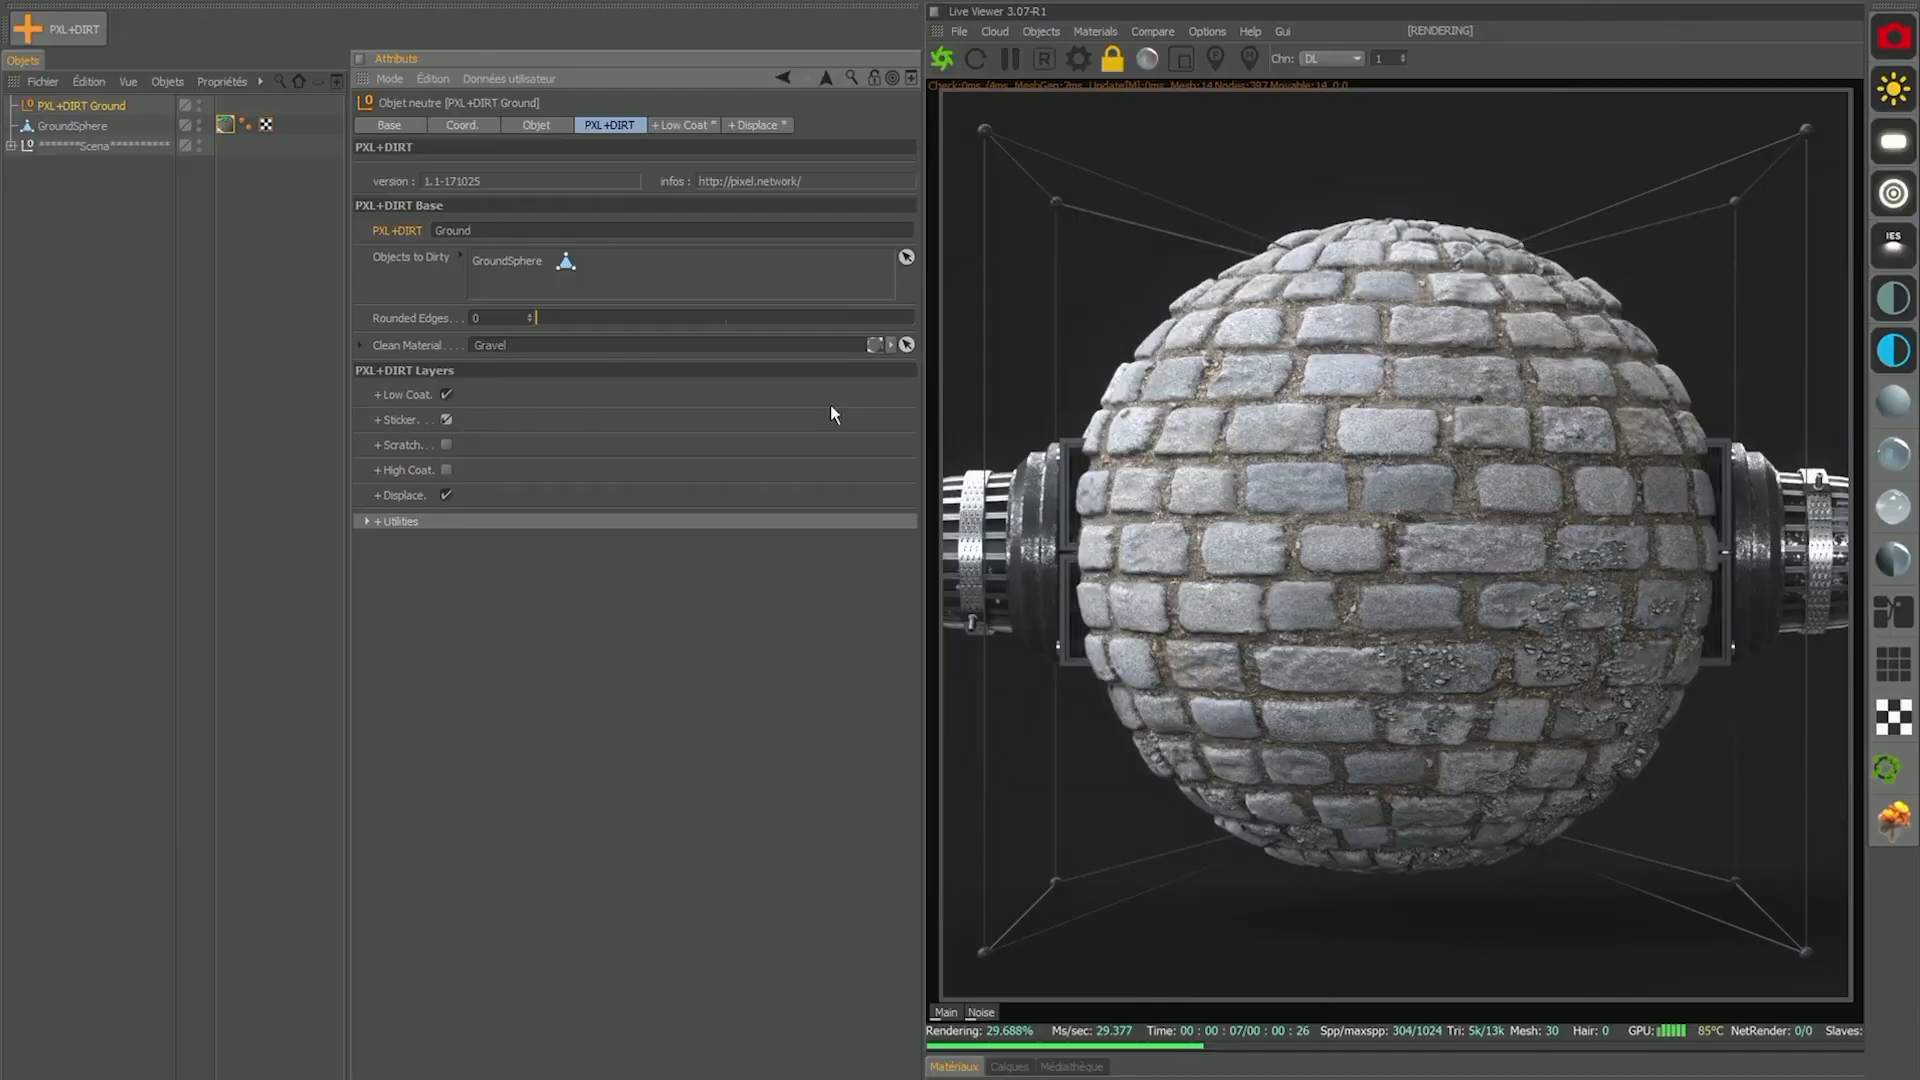 PXL+DIRT
Objets
Fichier Édition Vue Objets Propriétés
PXL+DIRT Ground
GroundSphere
*******Scena**********
Attributs
Mode Édition Données utilisateur
Objet neutre [PXL+DIRT Ground]
Base Coord. Objet PXL+DIRT +Low Coat * +Displace *
PXL+DIRT
version : 1.1-171025 infos : http://pixel.network/
PXL+DIRT Base
PXL+DIRT Ground
Objects to Dirty GroundSphere
Rounded Edges. . . 0
Clean Material. . . . Gravel
PXL+DIRT Layers
+Low Coat.
+Sticker. . .
+Scratch. .
+High Coat.
+Displace.
+Utilities
Live Viewer 3.07-R1
File Cloud Objects Materials Compare Options Help Gui [RENDERING]
R Chn: DL 1
Check:0ms. /4ms. MeshGen:7ms. Update[M]:0ms. Mesh:14 Nodes:397 Movable:14 0,0
IES
Main Noise
Rendering: 29.688% Ms/sec: 29.377 Time: 00 : 00 : 07/00 : 00 : 26 Spp/maxspp: 304/1024 Tri: 5k/13k Mesh: 30 Hair: 0 GPU: 85°C NetRender: 0/0 Slaves:
Matériaux Calques Médiathèque